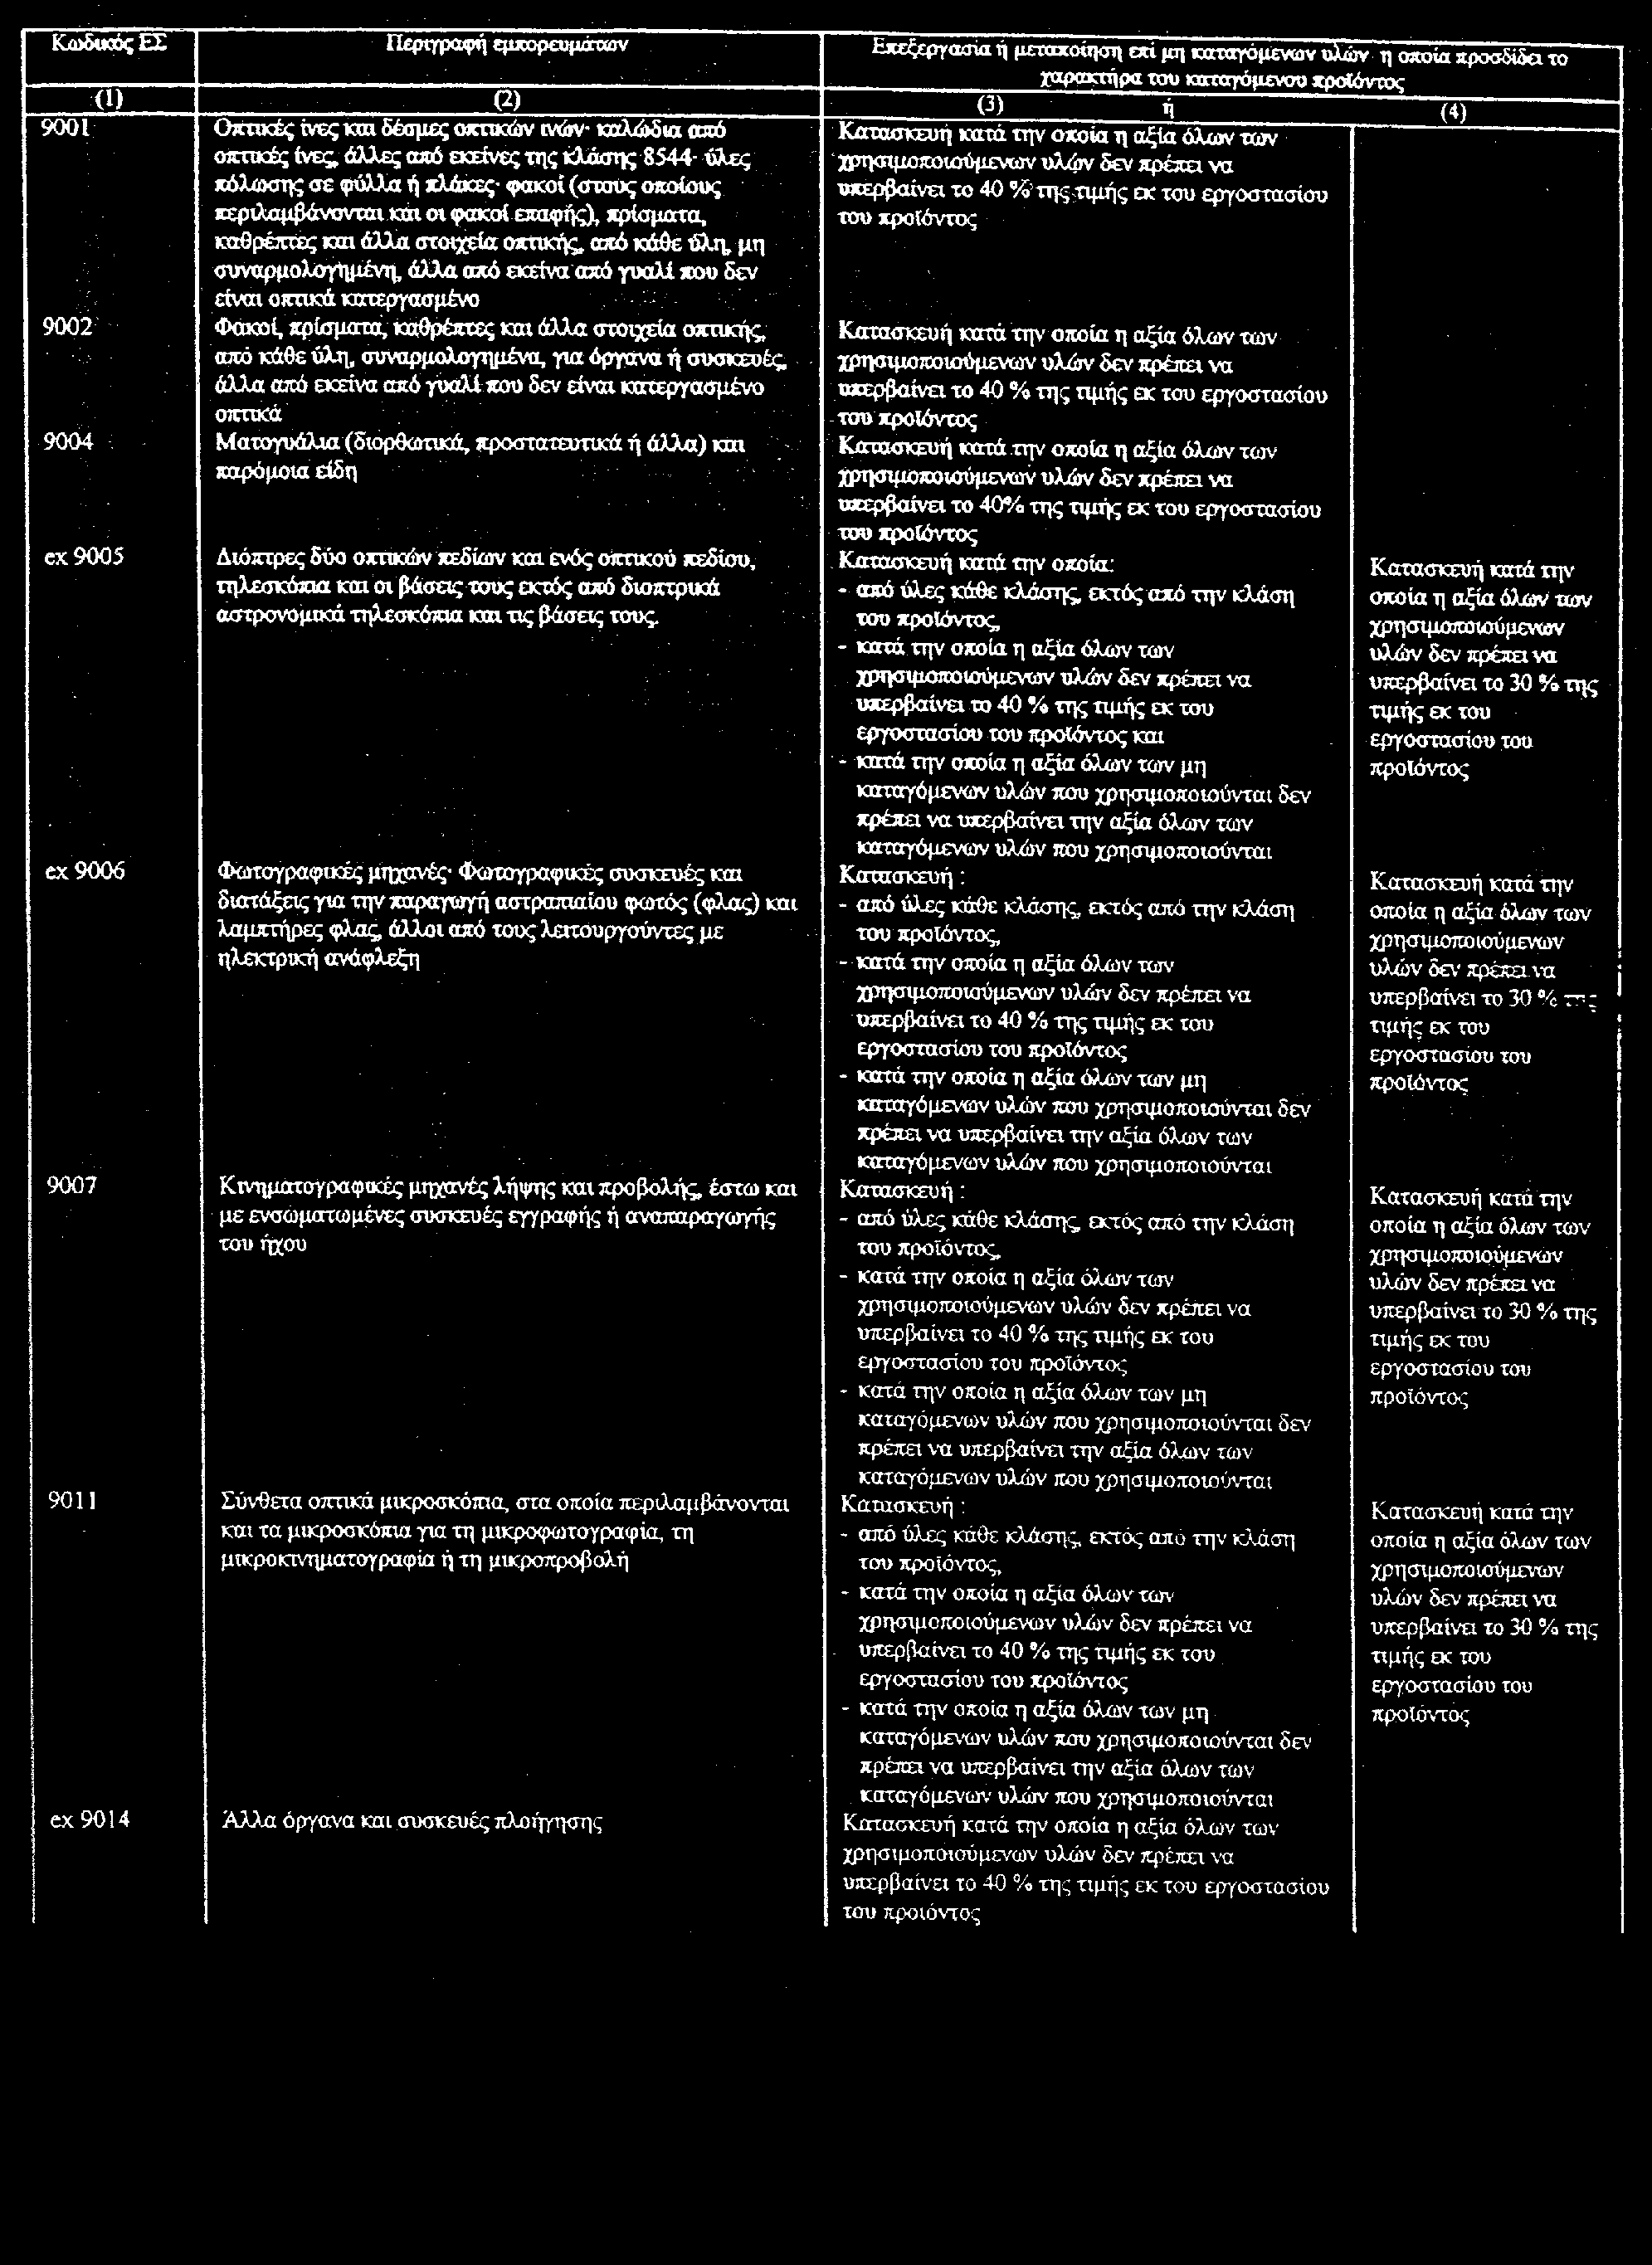 Κωδικός ΕΣ
Περιγραφή εμπορευμάτων
Επεξεργασία ή μεταποίηση επί μη καταγόμενων υλών η οποία προσδίδει το
χαρακτήρα του καταγόμενου προϊόντος
(1)
(2)
(3) ή (4)
9001
Οπτικές ίνες και δέσμες οπτικών ινών· καλώδια από
οπτικές ίνες, άλλες από εκείνες της κλάσης 8544· ύλες
πόλωσης σε φύλλα ή πλάκες· φακοί (στους οποίους
περιλαμβάνονται και οι φακοί επαφής), πρίσματα,
καθρέπτες και άλλα στοιχεία οπτικής, από κάθε ύλη, μη
συναρμολογημένη, άλλα από εκείνα από γυαλί που δεν
είναι οπτικά κατεργασμένο
Κατασκευή κατά την οποία η αξία όλων των
χρησιμοποιούμενων υλών δεν πρέπει να
υπερβαίνει το 40 % της τιμής εκ του εργοστασίου
του προϊόντος
9002
Φακοί, πρίσματα, καθρέπτες και άλλα στοιχεία οπτικής,
από κάθε ύλη, συναρμολογημένα, για όργανα ή συσκευές,
άλλα από εκείνα από γυαλί που δεν είναι κατεργασμένο
οπτικά
Κατασκευή κατά την οποία η αξία όλων των
χρησιμοποιούμενων υλών δεν πρέπει να
υπερβαίνει το 40 % της τιμής εκ του εργοστασίου
του προϊόντος
9004
Ματογυάλια (διορθωτικά, προστατευτικά ή άλλα) και
παρόμοια είδη
Κατασκευή κατά την οποία η αξία όλων των
χρησιμοποιούμενων υλών δεν πρέπει να
υπερβαίνει το 40% της τιμής εκ του εργοστασίου
του προϊόντος
ex 9005
Διόπτρες δύο οπτικών πεδίων και ενός οπτικού πεδίου,
τηλεσκόπια και οι βάσεις τους εκτός από διοπτρικά
αστρονομικά τηλεσκόπια και τις βάσεις τους.
Κατασκευή κατά την οποία:
- από ύλες κάθε κλάσης, εκτός από την κλάση
του προϊόντος,
- κατά την οποία η αξία όλων των
χρησιμοποιούμενων υλών δεν πρέπει να
υπερβαίνει το 40 % της τιμής εκ του
εργοστασίου του προϊόντος και
- κατά την οποία η αξία όλων των μη
καταγόμενων υλών που χρησιμοποιούνται δεν
πρέπει να υπερβαίνει την αξία όλων των
καταγόμενων υλών που χρησιμοποιούνται
Κατασκευή κατά την
οποία η αξία όλων των
χρησιμοποιούμενων
υλών δεν πρέπει να
υπερβαίνει το 30 % της
τιμής εκ του
εργοστασίου του
προϊόντος
ex 9006
Φωτογραφικές μηχανές· Φωτογραφικές συσκευές και
διατάξεις για την παραγωγή αστραπιαίου φωτός (φλας) και
λαμπτήρες φλας, άλλοι από τους λειτουργούντες με
ηλεκτρική ανάφλεξη
Κατασκευή :
- από ύλες κάθε κλάσης, εκτός από την κλάση
του προϊόντος,
- κατά την οποία η αξία όλων των
χρησιμοποιούμενων υλών δεν πρέπει να
υπερβαίνει το 40 % της τιμής εκ του
εργοστασίου του προϊόντος
- κατά την οποία η αξία όλων των μη
καταγόμενων υλών που χρησιμοποιούνται δεν
πρέπει να υπερβαίνει την αξία όλων των
καταγόμενων υλών που χρησιμοποιούνται
Κατασκευή κατά την
οποία η αξία όλων των
χρησιμοποιούμενων
υλών δεν πρέπει να
υπερβαίνει το 30 % της
τιμής εκ του
εργοστασίου του
προϊόντος
9007
Κινηματογραφικές μηχανές λήψης και προβολής, έστω και
με ενσωματωμένες συσκευές εγγραφής ή αναπαραγωγής
του ήχου
Κατασκευή :
- από ύλες κάθε κλάσης, εκτός από την κλάση
του προϊόντος,
- κατά την οποία η αξία όλων των
χρησιμοποιούμενων υλών δεν πρέπει να
υπερβαίνει το 40 % της τιμής εκ του
εργοστασίου του προϊόντος
- κατά την οποία η αξία όλων των μη
καταγόμενων υλών που χρησιμοποιούνται δεν
πρέπει να υπερβαίνει την αξία όλων των
καταγόμενων υλών που χρησιμοποιούνται
Κατασκευή κατά την
οποία η αξία όλων των
χρησιμοποιούμενων
υλών δεν πρέπει να
υπερβαίνει το 30 % της
τιμής εκ του
εργοστασίου του
προϊόντος
9011
Σύνθετα οπτικά μικροσκόπια, στα οποία περιλαμβάνονται
και τα μικροσκόπια για τη μικροφωτογραφία, τη
μικροκινηματογραφία ή τη μικροπροβολή
Κατασκευή :
- από ύλες κάθε κλάσης, εκτός από την κλάση
του προϊόντος,
- κατά την οποία η αξία όλων των
χρησιμοποιούμενων υλών δεν πρέπει να
υπερβαίνει το 40 % της τιμής εκ του
εργοστασίου του προϊόντος
- κατά την οποία η αξία όλων των μη
καταγόμενων υλών που χρησιμοποιούνται δεν
πρέπει να υπερβαίνει την αξία όλων των
καταγόμενων υλών που χρησιμοποιούνται
Κατασκευή κατά την
οποία η αξία όλων των
χρησιμοποιούμενων
υλών δεν πρέπει να
υπερβαίνει το 30 % της
τιμής εκ του
εργοστασίου του
προϊόντος
ex 9014
Άλλα όργανα και συσκευές πλοήγησης
Κατασκευή κατά την οποία η αξία όλων των
χρησιμοποιούμενων υλών δεν πρέπει να
υπερβαίνει το 40 % της τιμής εκ του εργοστασίου
του προϊόντος